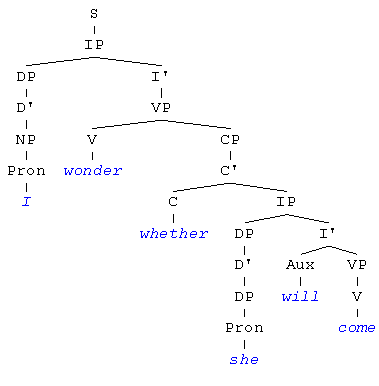 S
IP
DP I'
D' VP
NP V CP
Pron wonder C'
I C IP
whether DP I'
D' Aux VP
DP will V
Pron come
she